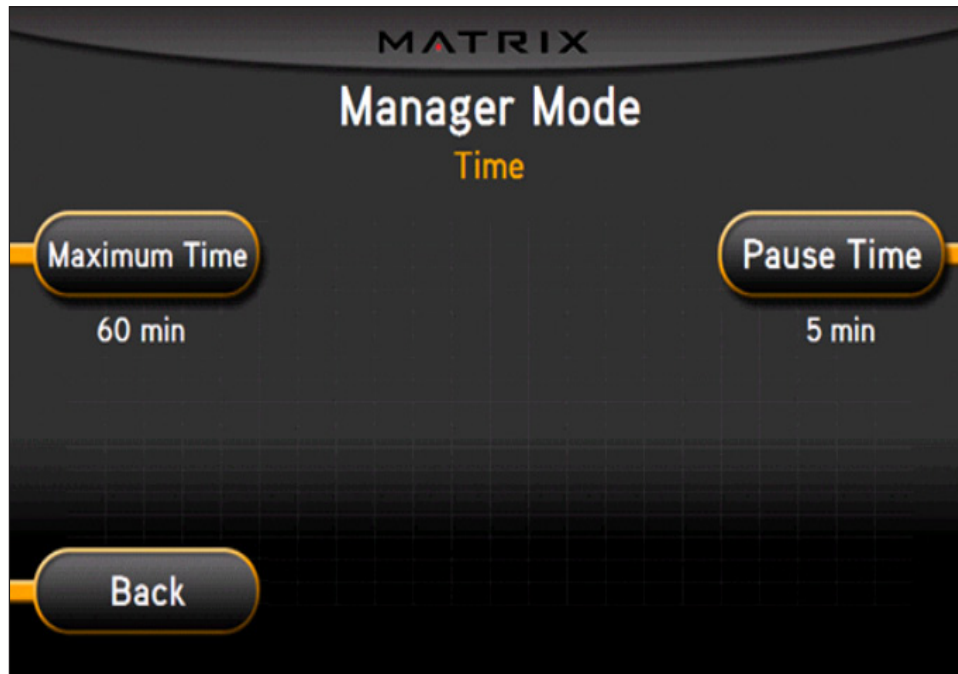 MATRIX
Manager Mode
Time
Maximum Time
60 min
Pause Time
5 min
Back